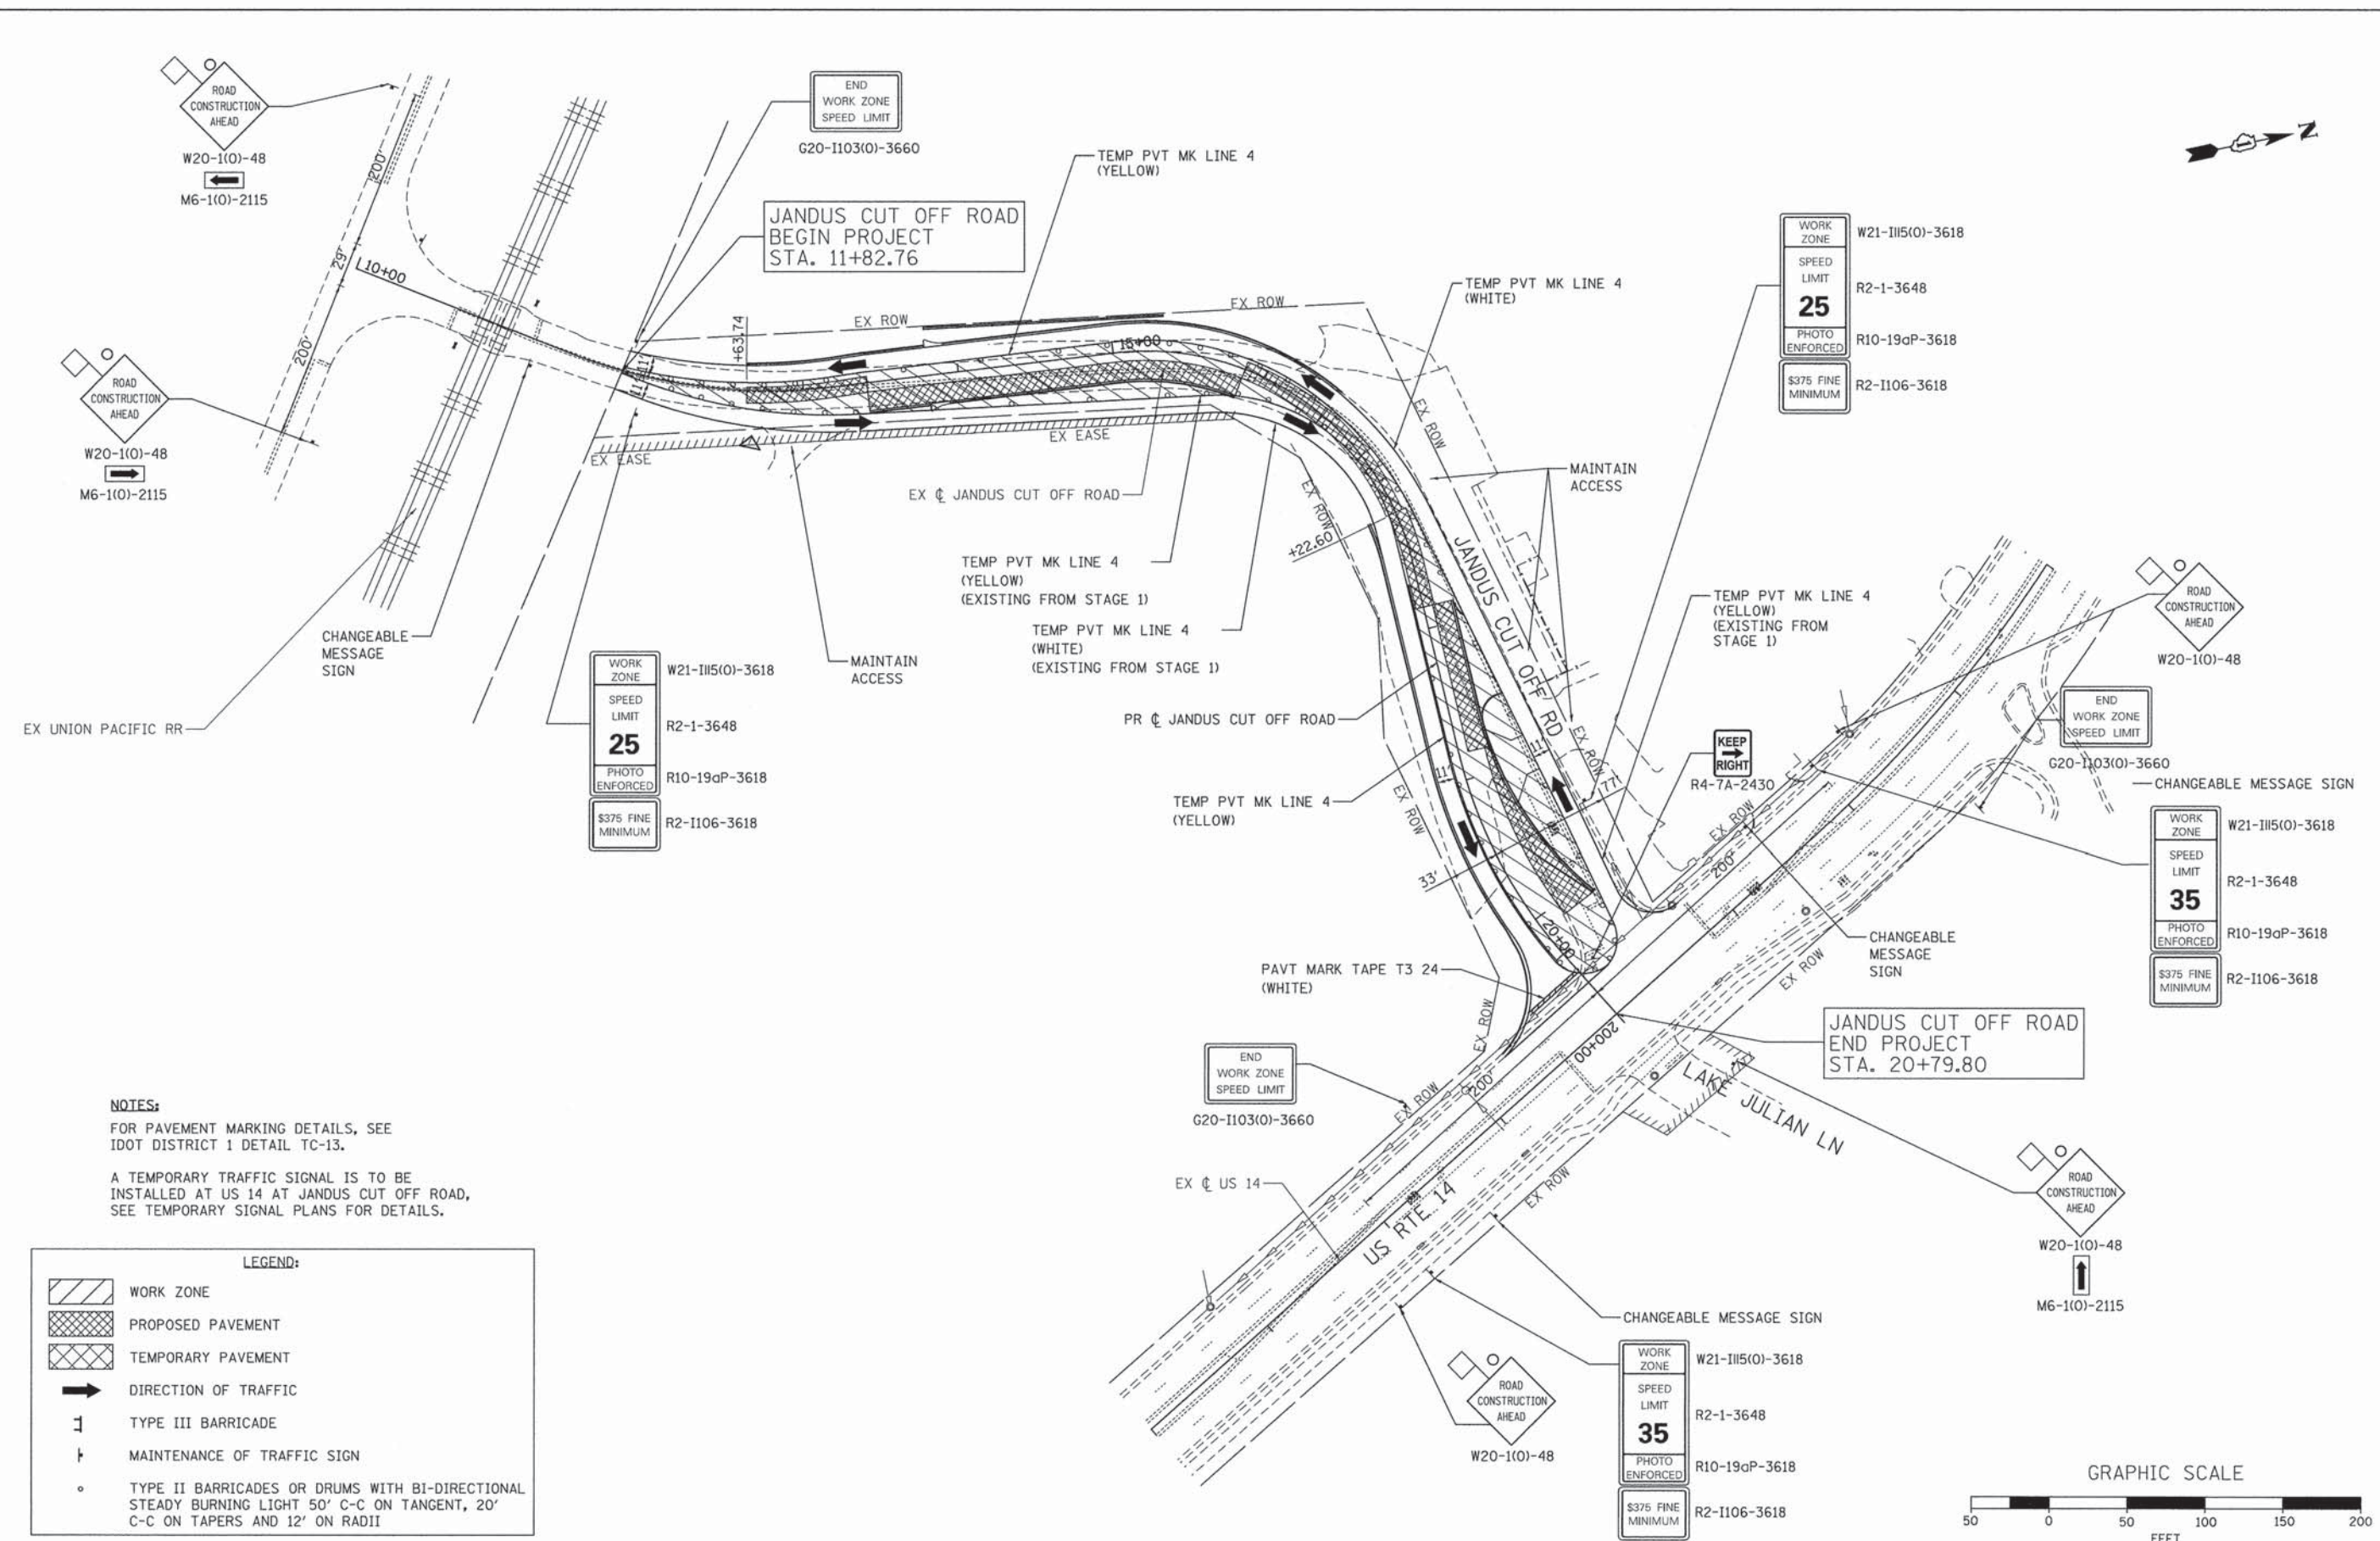 ROAD
CONSTRUCTION
AHEAD
W20-1(O)-48
M6-1(O)-2115
200'
29'
10+00
200'
ROAD
CONSTRUCTION
AHEAD
W20-1(O)-48
M6-1(O)-2115
END
WORK ZONE
SPEED LIMIT
G20-I103(O)-3660
JANDUS CUT OFF ROAD
BEGIN PROJECT
STA. 11+82.76
TEMP PVT MK LINE 4
(YELLOW)
TEMP PVT MK LINE 4
(WHITE)
N
WORK
ZONE
W21-I115(O)-3618
SPEED
LIMIT
25
R2-1-3648
PHOTO
ENFORCED
R10-19aP-3618
$375 FINE
MINIMUM
R2-I106-3618
+63.74
EX ROW
EX ROW
15+00
11'
11'
EX EASE
EX EASE
EX ROW
EX ROW
+22.60
MAINTAIN
ACCESS
EX ℄ JANDUS CUT OFF ROAD
TEMP PVT MK LINE 4
(YELLOW)
(EXISTING FROM STAGE 1)
TEMP PVT MK LINE 4
(WHITE)
(EXISTING FROM STAGE 1)
CHANGEABLE
MESSAGE
SIGN
EX UNION PACIFIC RR
WORK
ZONE
W21-I115(O)-3618
SPEED
LIMIT
25
R2-1-3648
PHOTO
ENFORCED
R10-19aP-3618
$375 FINE
MINIMUM
R2-I106-3618
MAINTAIN
ACCESS
JANDUS CUT OFF RD
PR ℄ JANDUS CUT OFF ROAD
TEMP PVT MK LINE 4
(YELLOW)
TEMP PVT MK LINE 4
(YELLOW)
(EXISTING FROM
STAGE 1)
ROAD
CONSTRUCTION
AHEAD
W20-1(O)-48
END
WORK ZONE
SPEED LIMIT
G20-I103(O)-3660
KEEP
RIGHT
R4-7A-2430
CHANGEABLE MESSAGE SIGN
WORK
ZONE
W21-I115(O)-3618
SPEED
LIMIT
35
R2-1-3648
PHOTO
ENFORCED
R10-19aP-3618
$375 FINE
MINIMUM
R2-I106-3618
11'
11'
EX ROW
77'
33'
EX ROW
EX ROW
200'
20+00
CHANGEABLE
MESSAGE
SIGN
EX ROW
PAVT MARK TAPE T3 24
(WHITE)
EX ROW
200+00
JANDUS CUT OFF ROAD
END PROJECT
STA. 20+79.80
LAKE JULIAN LN
END
WORK ZONE
SPEED LIMIT
G20-I103(O)-3660
EX ROW
200'
EX ROW
EX ℄ US 14
US RTE 14
ROAD
CONSTRUCTION
AHEAD
W20-1(O)-48
M6-1(O)-2115
CHANGEABLE MESSAGE SIGN
ROAD
CONSTRUCTION
AHEAD
W20-1(O)-48
WORK
ZONE
W21-I115(O)-3618
SPEED
LIMIT
35
R2-1-3648
PHOTO
ENFORCED
R10-19aP-3618
$375 FINE
MINIMUM
R2-I106-3618
NOTES:
FOR PAVEMENT MARKING DETAILS, SEE
IDOT DISTRICT 1 DETAIL TC-13.
A TEMPORARY TRAFFIC SIGNAL IS TO BE
INSTALLED AT US 14 AT JANDUS CUT OFF ROAD,
SEE TEMPORARY SIGNAL PLANS FOR DETAILS.
LEGEND:
WORK ZONE
PROPOSED PAVEMENT
TEMPORARY PAVEMENT
DIRECTION OF TRAFFIC
TYPE III BARRICADE
MAINTENANCE OF TRAFFIC SIGN
TYPE II BARRICADES OR DRUMS WITH BI-DIRECTIONAL
STEADY BURNING LIGHT 50' C-C ON TANGENT, 20'
C-C ON TAPERS AND 12' ON RADII
GRAPHIC SCALE
50 0 50 100 150 200
FEET